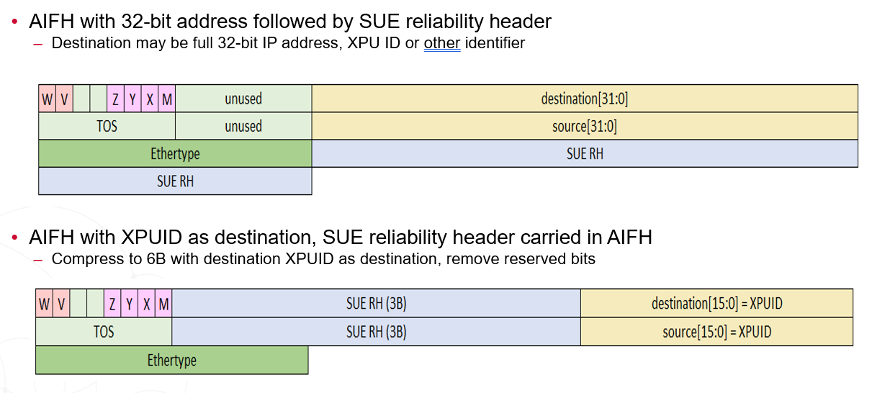 • AIFH with 32-bit address followed by SUE reliability header
– Destination may be full 32-bit IP address, XPU ID or other identifier
W V Z Y X M unused destination[31:0]
TOS unused source[31:0]
Ethertype SUE RH
SUE RH
• AIFH with XPUID as destination, SUE reliability header carried in AIFH
– Compress to 6B with destination XPUID as destination, remove reserved bits
W V Z Y X M SUE RH (3B) destination[15:0] = XPUID
TOS SUE RH (3B) source[15:0] = XPUID
Ethertype